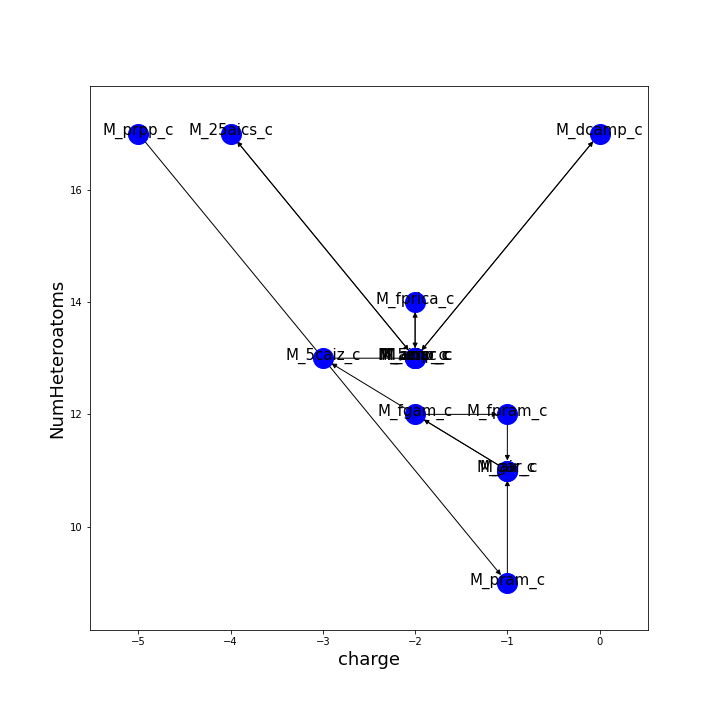 M_prpp_c M_25aics_c M_dcamp_c
16
M_fprica_c
14
M_5caiz_c
M_fgam_c M_fpram_c
12
10
M_pram_c
−5 −4 −3 −2 −1 0
charge
NumHeteroatoms